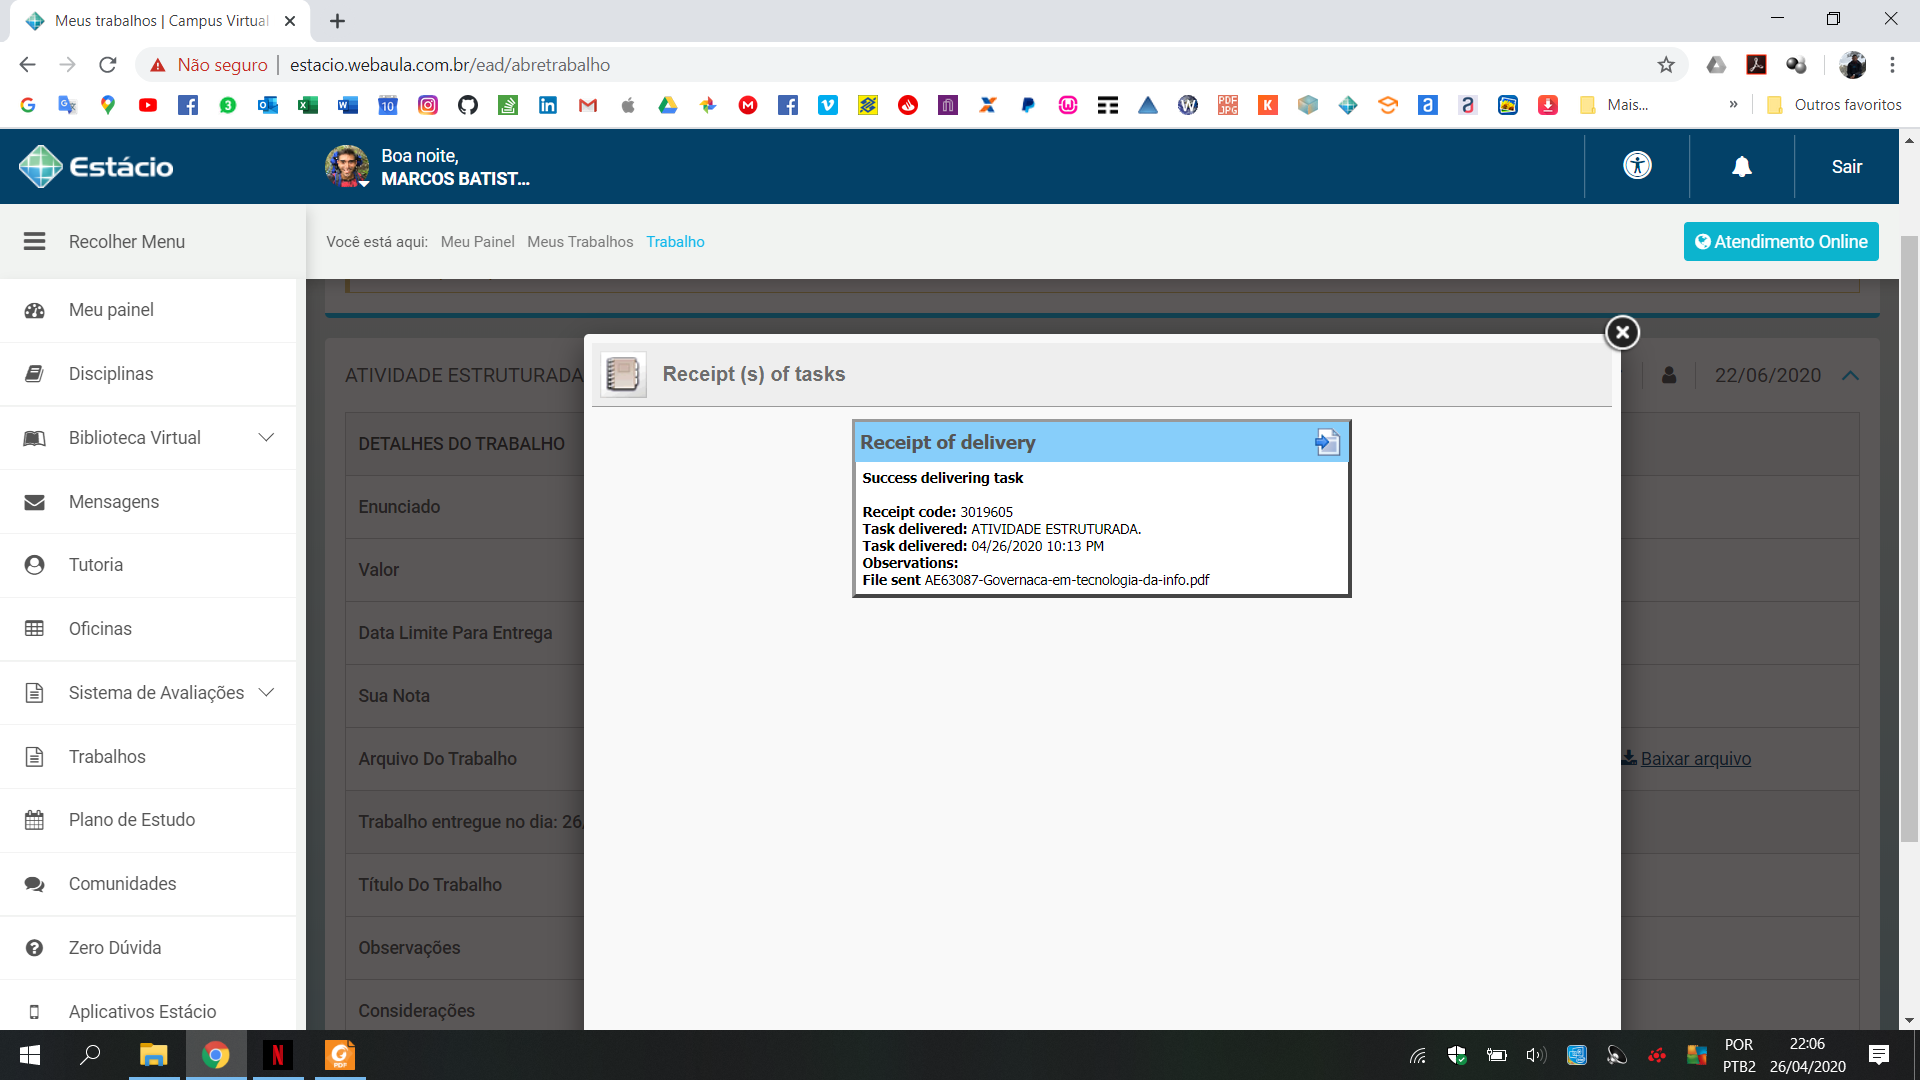 Meus trabalhos | Campus Virtual
Não seguro
estacio.webaula.com.br/ead/abretrabalho
Mais...
»
Outros favoritos
Estácio
Boa noite,
MARCOS BATIST...
Sair
Recolher Menu
Você está aqui: Meu Painel Meus Trabalhos Trabalho
Atendimento Online
Meu painel
Disciplinas
Biblioteca Virtual
Mensagens
Tutoria
Oficinas
Sistema de Avaliações
Trabalhos
Plano de Estudo
Comunidades
Zero Dúvida
Aplicativos Estácio
ATIVIDADE ESTRUTURADA
22/06/2020
DETALHES DO TRABALHO
Enunciado
Valor
Data Limite Para Entrega
Sua Nota
Arquivo Do Trabalho
Baixar arquivo
Trabalho entregue no dia: 26
Título Do Trabalho
Observações
Considerações
Receipt (s) of tasks
Receipt of delivery
Success delivering task
Receipt code: 3019605
Task delivered: ATIVIDADE ESTRUTURADA.
Task delivered: 04/26/2020 10:13 PM
Observations:
File sent AE63087-Governaca-em-tecnologia-da-info.pdf
POR
PTB2
22:06
26/04/2020